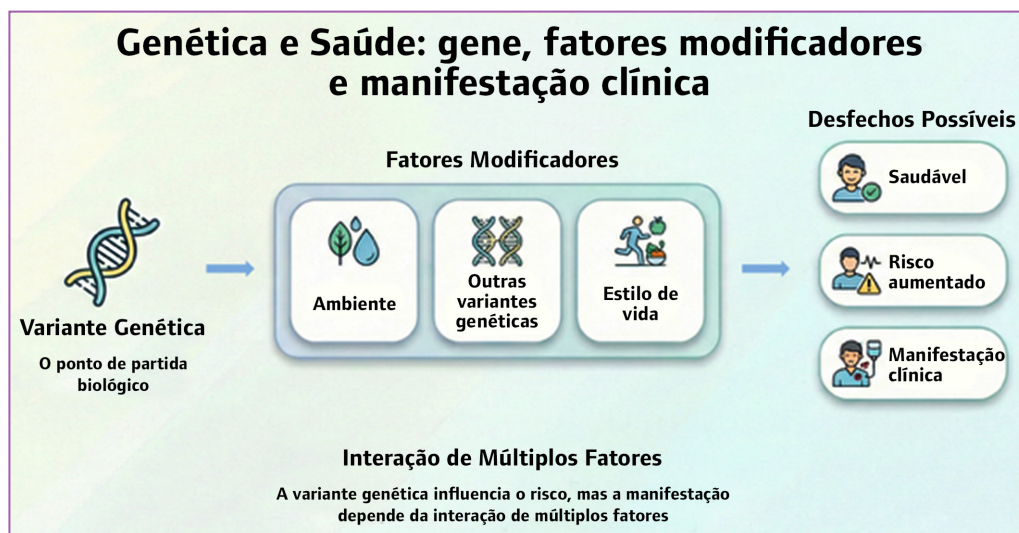 Genética e Saúde: gene, fatores modificadores
e manifestação clínica
Variante Genética
O ponto de partida
biológico
Fatores Modificadores
Ambiente
Outras
variantes
genéticas
Estilo de
vida
Desfechos Possíveis
Saudável
Risco
aumentado
Manifestação
clínica
Interação de Múltiplos Fatores
A variante genética influencia o risco, mas a manifestação
depende da interação de múltiplos fatores